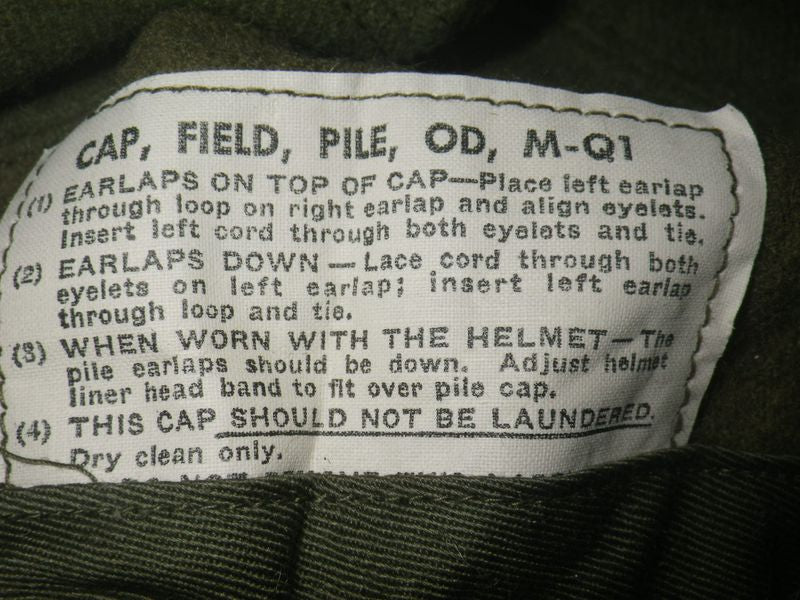 CAP, FIELD, PILE, OD, M-Q1
(1) EARLAPS ON TOP OF CAP—Place left earlap
through loop on right earlap and align eyelets.
Insert left cord through both eyelets and tie.
(2) EARLAPS DOWN — Lace cord through both
eyelets on left earlap; insert left earlap
through loop and tie.
(3) WHEN WORN WITH THE HELMET—The
pile earlaps should be down. Adjust helmet
liner head band to fit over pile cap.
(4) THIS CAP SHOULD NOT BE LAUNDERED.
Dry clean only.